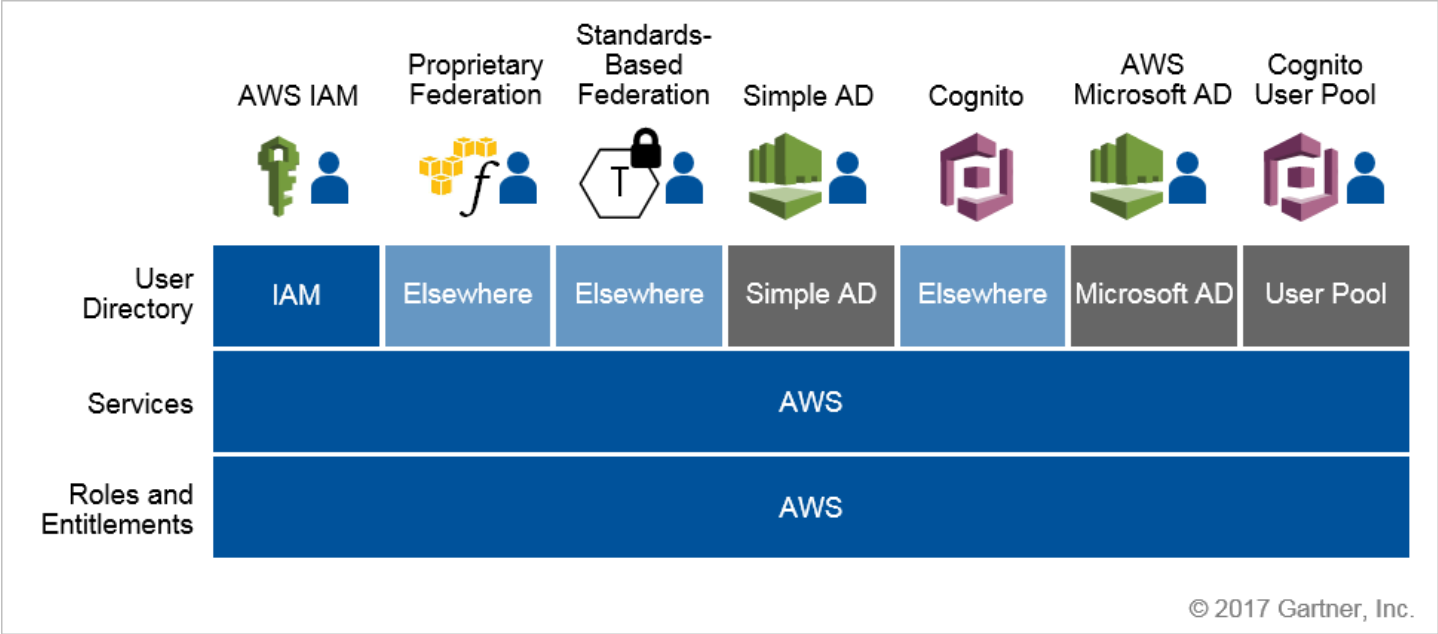 AWS IAM
Proprietary
Federation
Standards-
Based
Federation
Simple AD
Cognito
AWS
Microsoft AD
Cognito
User Pool
f
T
User
Directory
IAM
Elsewhere
Elsewhere
Simple AD
Elsewhere
Microsoft AD
User Pool
Services
AWS
Roles and
Entitlements
AWS
© 2017 Gartner, Inc.